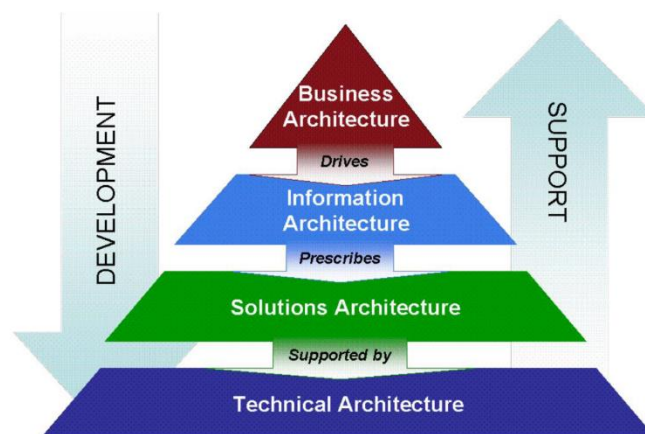 DEVELOPMENT
SUPPORT
Business
Architecture
Drives
Information
Architecture
Prescribes
Solutions Architecture
Supported by
Technical Architecture